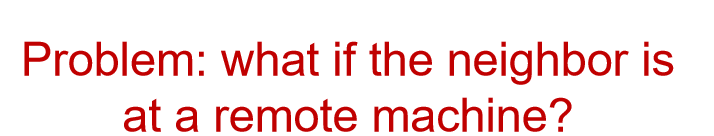 Problem: what if the neighbor is
at a remote machine?